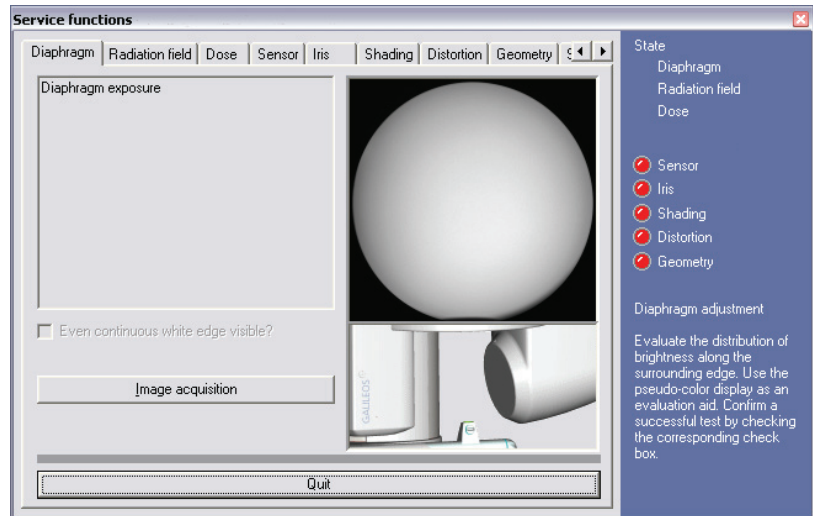 Service functions
Diaphragm Radiation field Dose Sensor Iris Shading Distortion Geometry S
Diaphragm exposure
Even continuous white edge visible?
Image acquisition
GALILEOS
Quit
State
Diaphragm
Radiation field
Dose
Sensor
Iris
Shading
Distortion
Geometry
Diaphragm adjustment
Evaluate the distribution of
brightness along the
surrounding edge. Use the
pseudo-color display as an
evaluation aid. Confirm a
successful test by checking
the corresponding check
box.